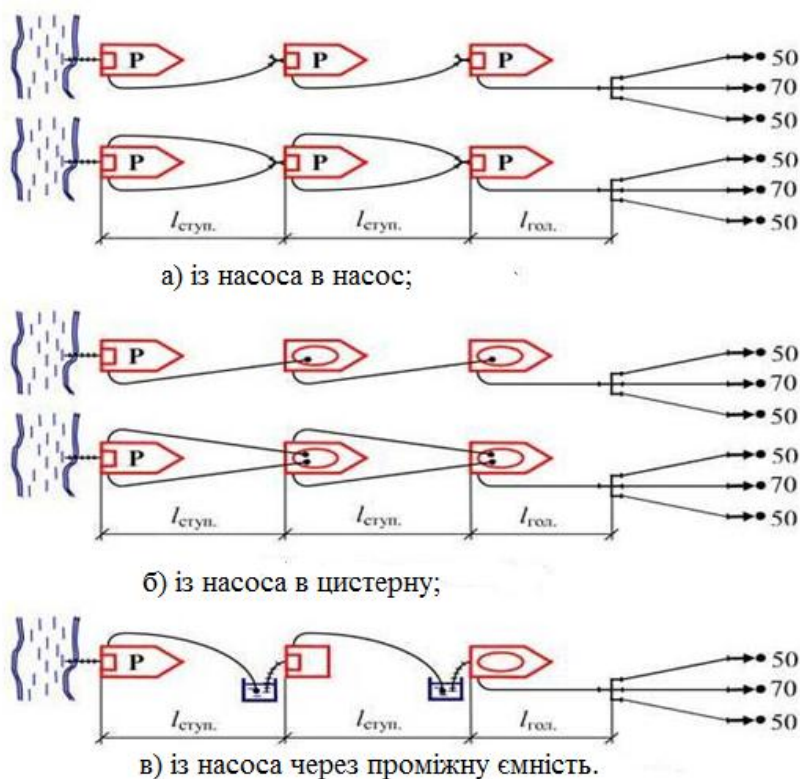 Р Р Р 50
70
50
Р Р Р 50
70
50
lступ. lступ. lгол.
а) із насоса в насос;
Р 50
70
50
Р 50
70
50
lступ. lступ. lгол.
б) із насоса в цистерну;
Р 50
70
50
lступ. lступ. lгол.
в) із насоса через проміжну ємність.